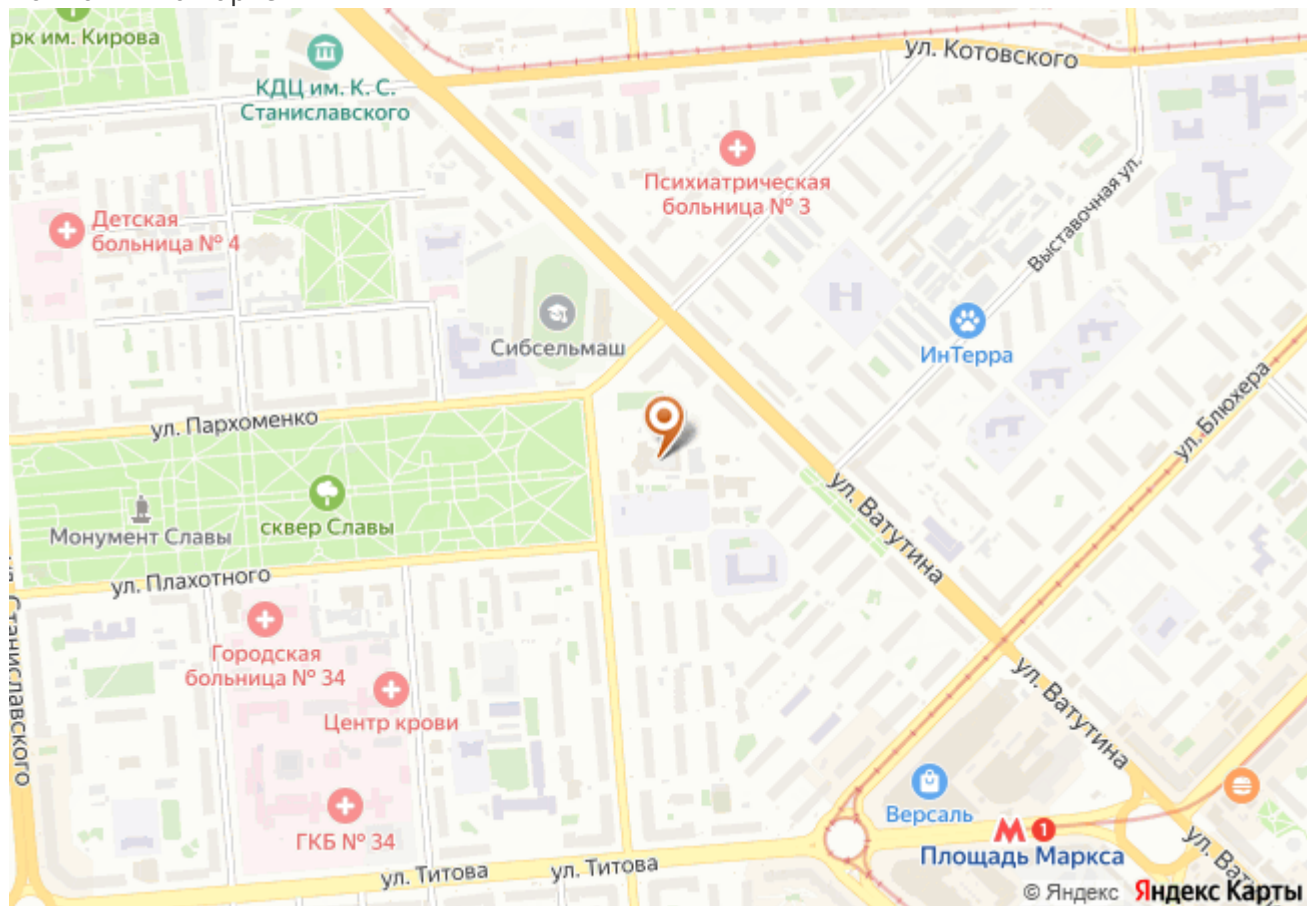 рк им. Кирова
КДЦ им. К. С.
Станиславского
ул. Котовского
Психиатрическая
больница № 3
Детская
больница № 4
Выставочная ул.
Сибсельмаш
ИнТерра
ул. Блюхера
ул. Пархоменко
Монумент Славы
сквер Славы
ул. Ватутина
ул. Плахотного
Станиславского
Городская
больница № 34
Центр крови
ул. Ватутина
ГКБ № 34
Версаль
М 1
Площадь Маркса
ул. Титова
ул. Титова
© Яндекс Яндекс Карты